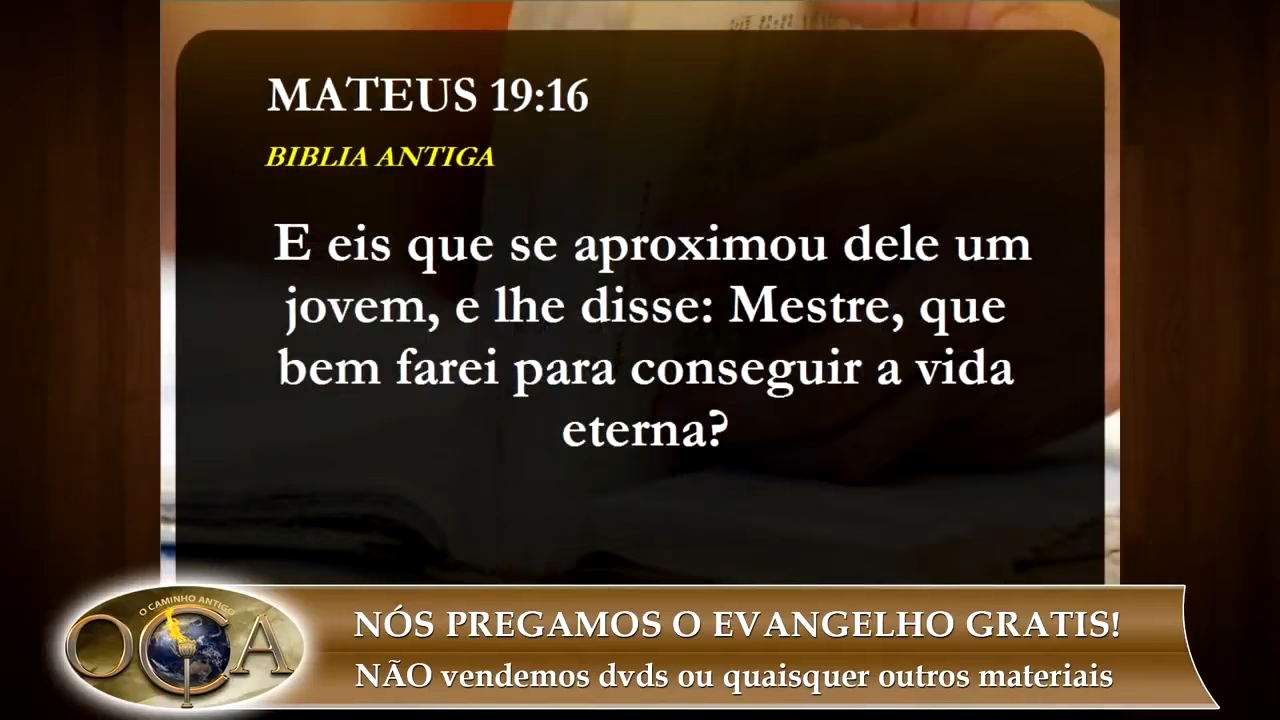 MATEUS 19:16
BIBLIA ANTIGA
E eis que se aproximou dele um
jovem, e lhe disse: Mestre, que
bem farei para conseguir a vida
eterna?
O CAMINHO ANTIGO
OCA
NÓS PREGAMOS O EVANGELHO GRATIS!
NÃO vendemos dvds ou quaisquer outros materiais